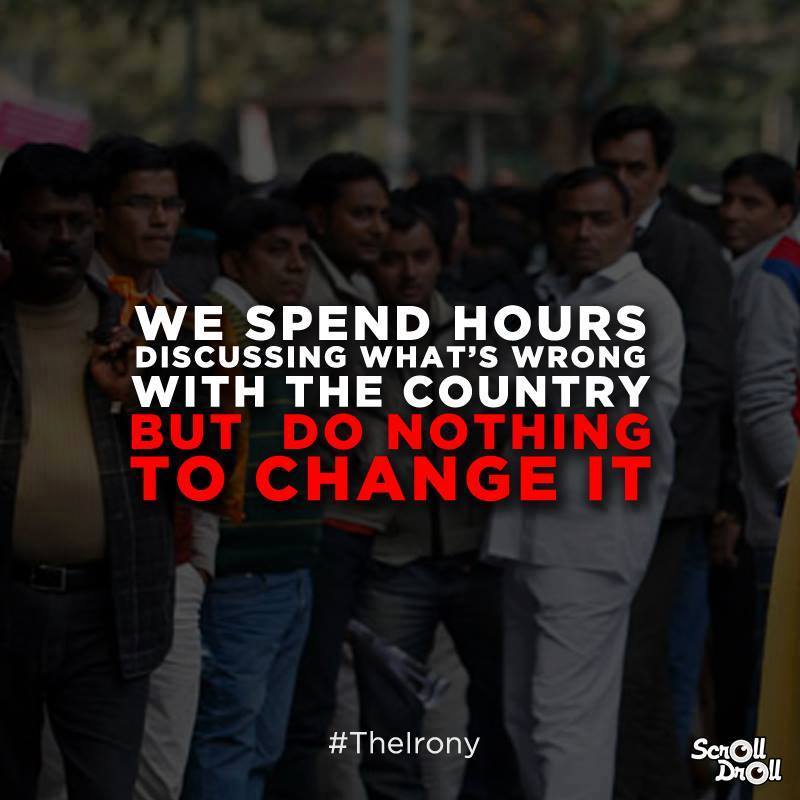 WE SPEND HOURS
DISCUSSING WHAT'S WRONG
WITH THE COUNTRY
BUT DO NOTHING
TO CHANGE IT
#TheIrony
ScrOll
DrOll